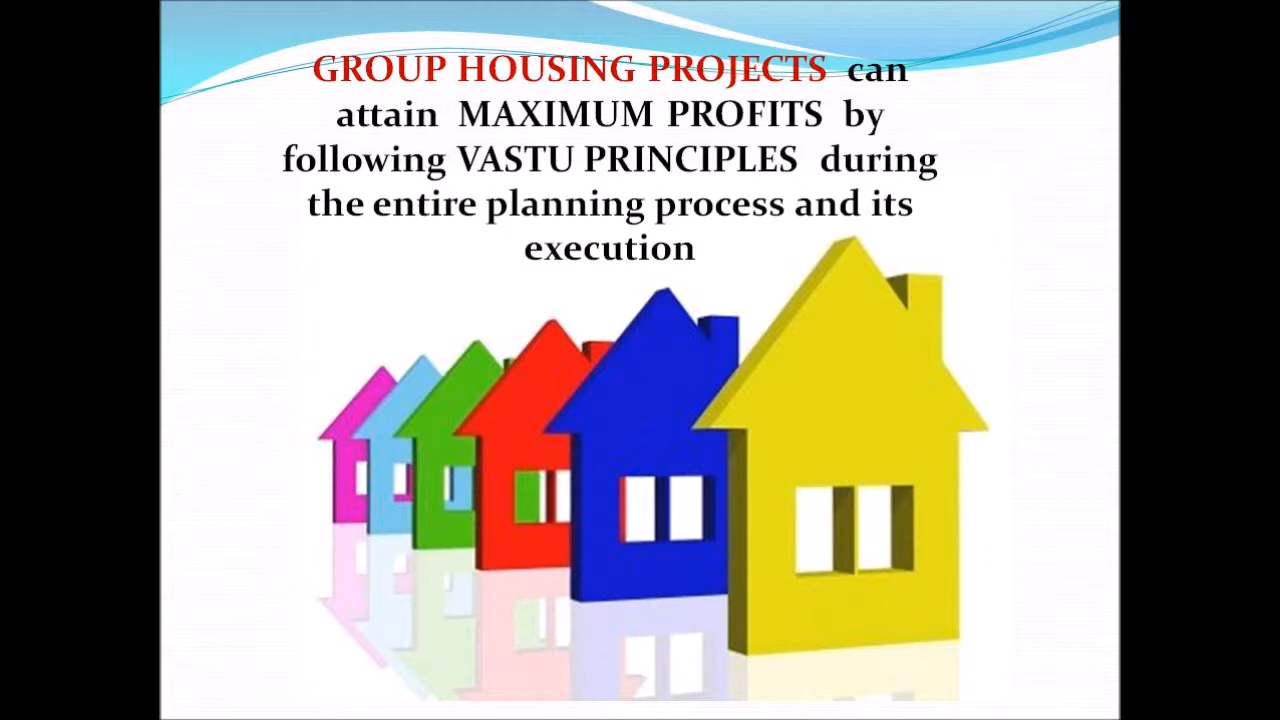 GROUP HOUSING PROJECTS can
attain MAXIMUM PROFITS by
following VASTU PRINCIPLES during
the entire planning process and its
execution